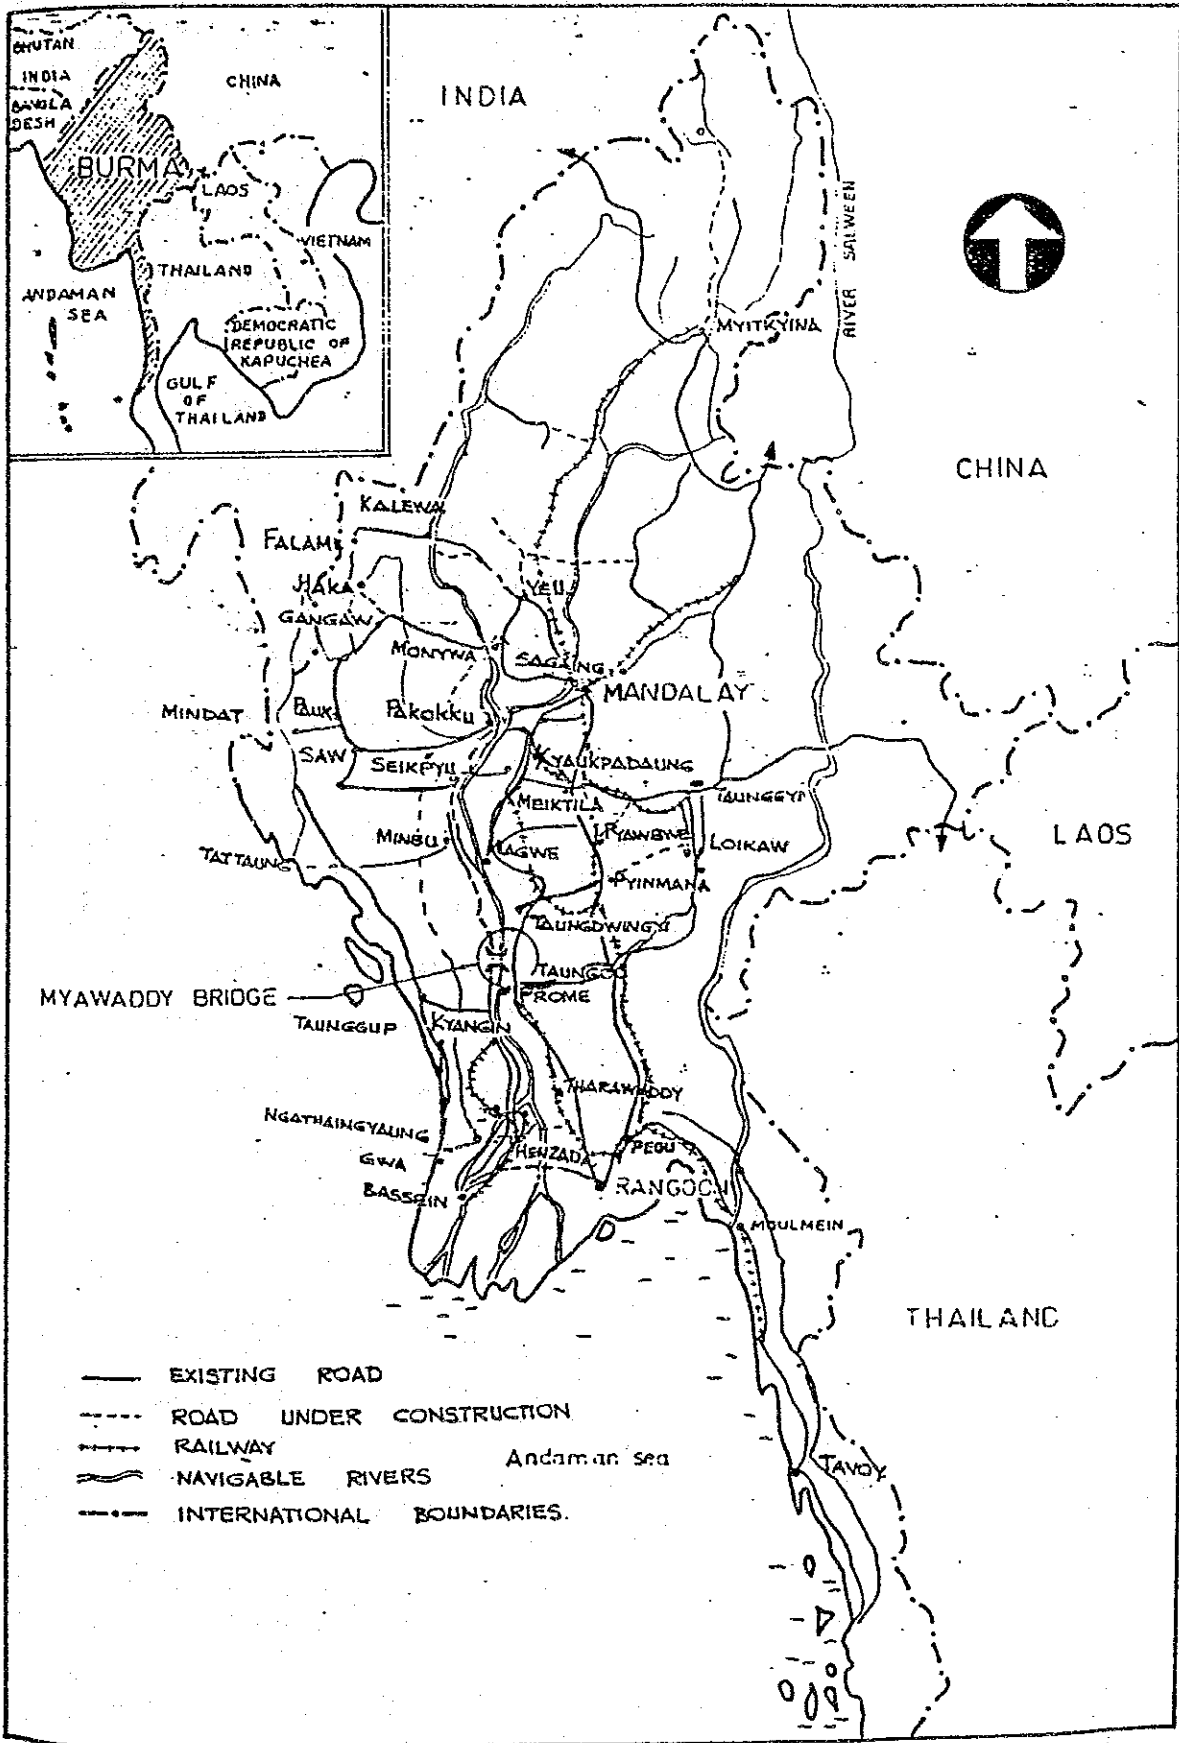 BHUTAN
INDIA
BANGLA
DESH
CHINA
BURMA
LAOS
VIETNAM
THAILAND
ANDAMAN
SEA
DEMOCRATIC
REPUBLIC OF
KAPUCHEA
GULF
OF
THAILAND
INDIA
RIVER SALWEEN
MYITKYINA
CHINA
KALEWA
FALAM
HAKA
YEU
GANGAW
MONYWA
SAGAING
MANDALAY
MINDAT
PAUK
PAKOKKU
SAW
SEIKPYU
KYAUKPADAUNG
TAUNGGYI
MEIKTILA
LAOS
MINBU
PYAWBWE
LOIKAW
TATTAUNG
MAGWE
PYINMANA
TAUNGDWINGYI
TAUNGOO
MYAWADDY BRIDGE
PROME
TAUNGGUP
KYANGIN
THARAWADDY
NGATHAINGYAUNG
GWA
HENZADA
PEGU
BASSEIN
RANGOON
MOULMEIN
THAILAND
EXISTING ROAD
ROAD UNDER CONSTRUCTION
RAILWAY
Andaman sea
NAVIGABLE RIVERS
TAVOY
INTERNATIONAL BOUNDARIES.